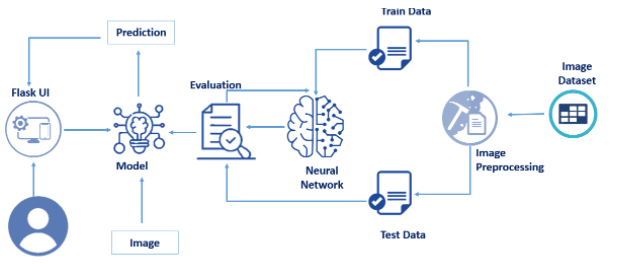 Train Data
Prediction
Image
Dataset
Flask UI
Evaluation
Model
Neural
Network
Image
Preprocessing
Image
Test Data